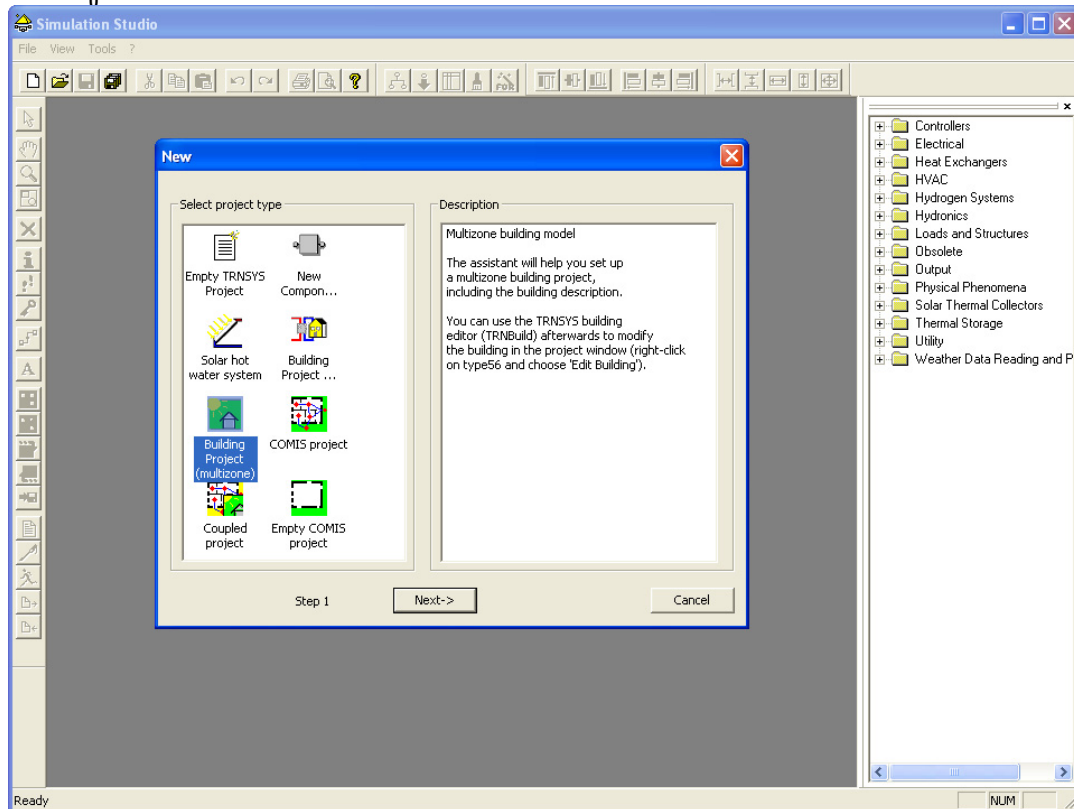 Simulation Studio
File View Tools ?
New
Select project type
Empty TRNSYS
Project
New
Compon...
Solar hot
water system
Building
Project ...
Building
Project
(multizone)
COMIS project
Coupled
project
Empty COMIS
project
Description
Multizone building model
The assistant will help you set up
a multizone building project,
including the building description.
You can use the TRNSYS building
editor (TRNBuild) afterwards to modify
the building in the project window (right-click
on type56 and choose 'Edit Building').
Step 1
Next->
Cancel
Controllers
Electrical
Heat Exchangers
HVAC
Hydrogen Systems
Hydronics
Loads and Structures
Obsolete
Output
Physical Phenomena
Solar Thermal Collectors
Thermal Storage
Utility
Weather Data Reading and P
Ready
NUM